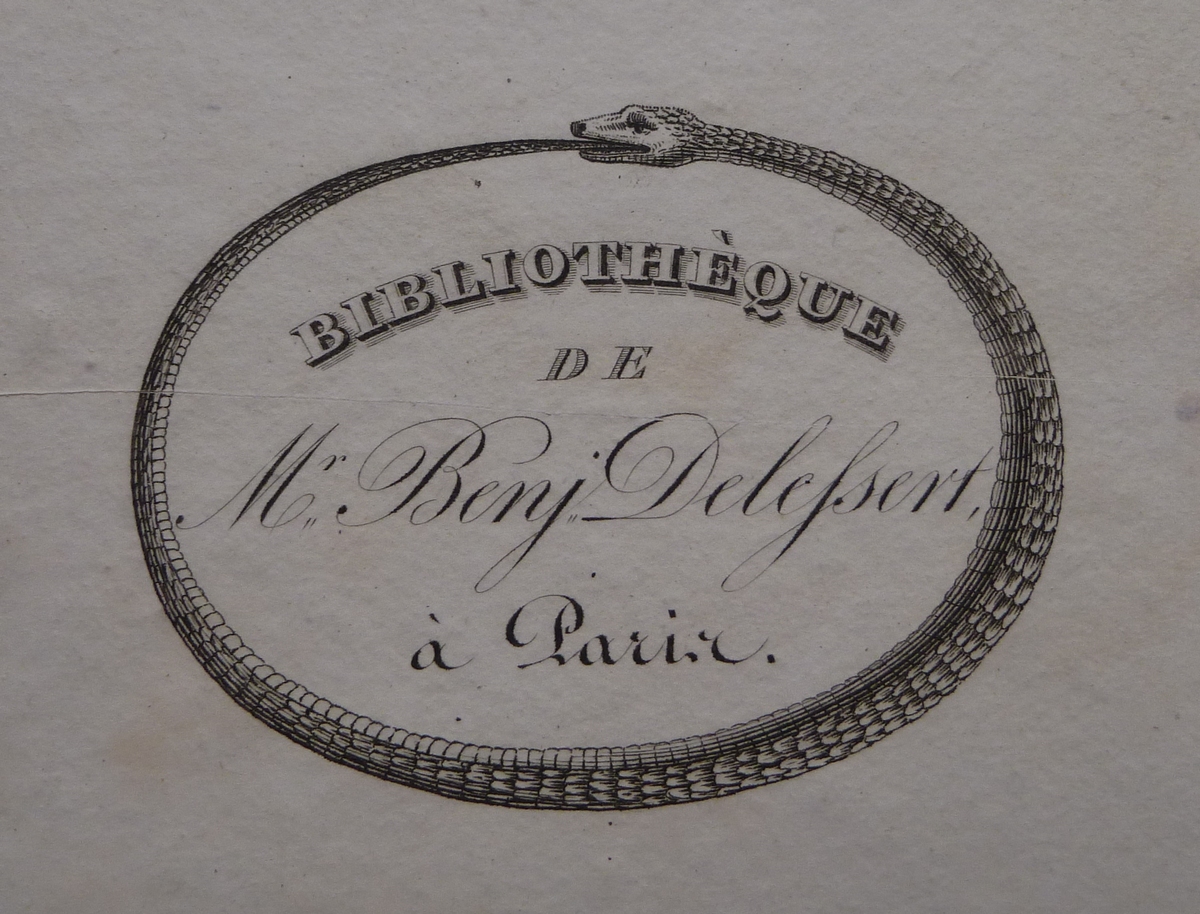 BIBLIOTHÈQUE
DE
Mr. Benj. Delessert,
à Paris.